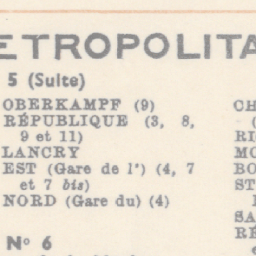 ETROPOLITA
5 (Suite)
OBERKAMPF (9)
RÉPUBLIQUE (3, 8,
9 et 11)
LANCRY
EST (Gare de l') (4, 7
et 7 bis)
NORD (Gare du) (4)
N° 6
CH
(
RI
MO
BO
ST
SA
RÉ